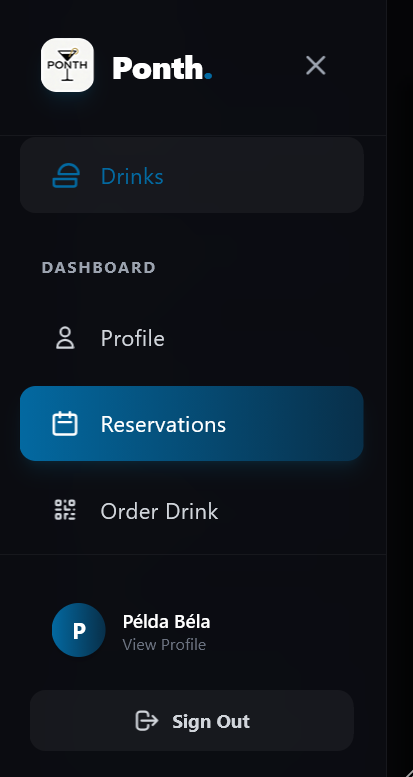 PONTH
Ponth.
Drinks
DASHBOARD
Profile
Reservations
Order Drink
P
Példa Béla
View Profile
Sign Out